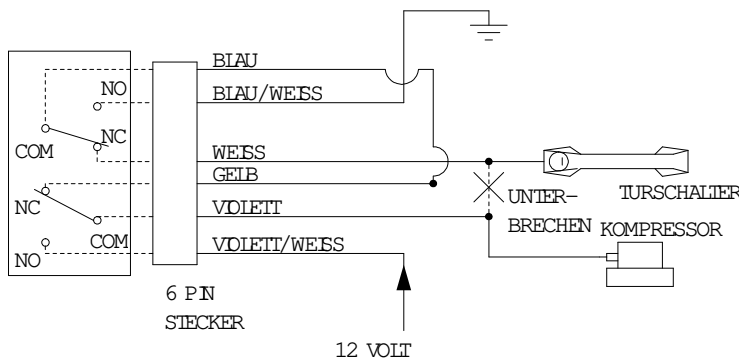 BLAU
NO
BLAU/WEISS
NC
COM
WEISS
GELB
NC
VIOLETT
COM
NO
VIOLETT/WEISS
UNTER-
BRECHEN
TURSCHALTER
KOMPRESSOR
6 PIN
STECKER
12 VOLT